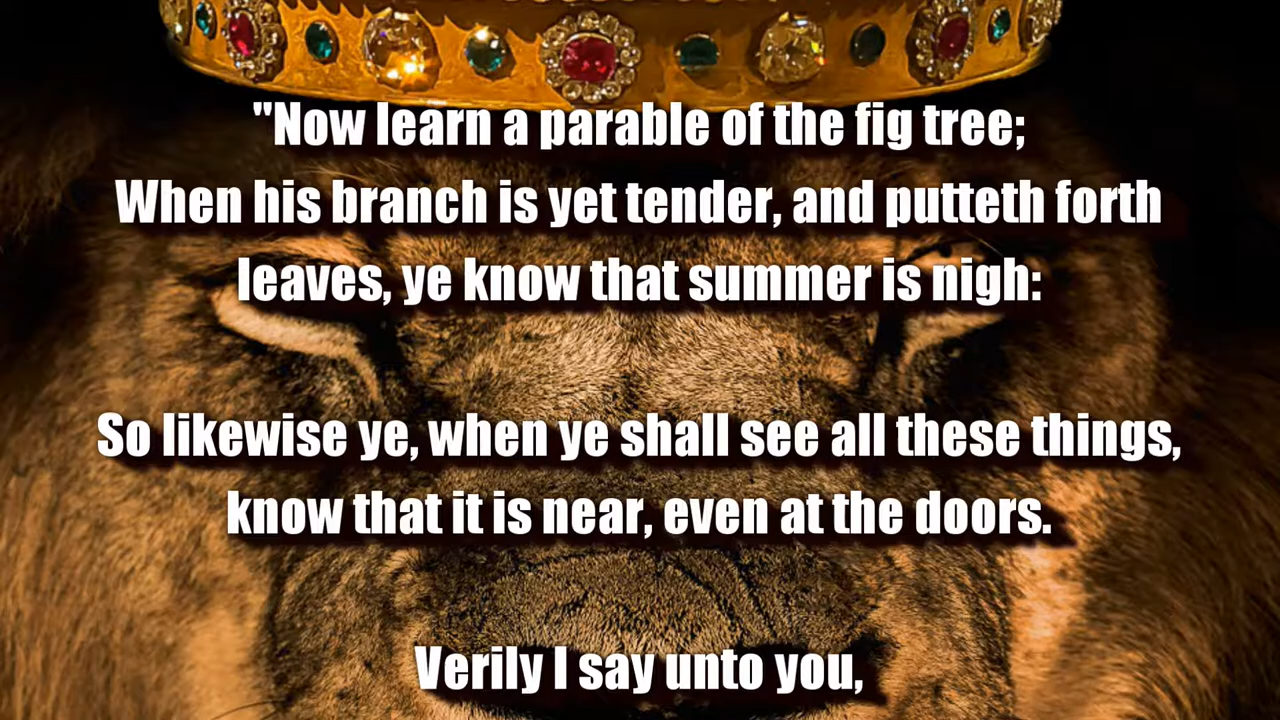 "Now learn a parable of the fig tree;
When his branch is yet tender, and putteth forth
leaves, ye know that summer is nigh:
So likewise ye, when ye shall see all these things,
know that it is near, even at the doors.
Verily I say unto you,